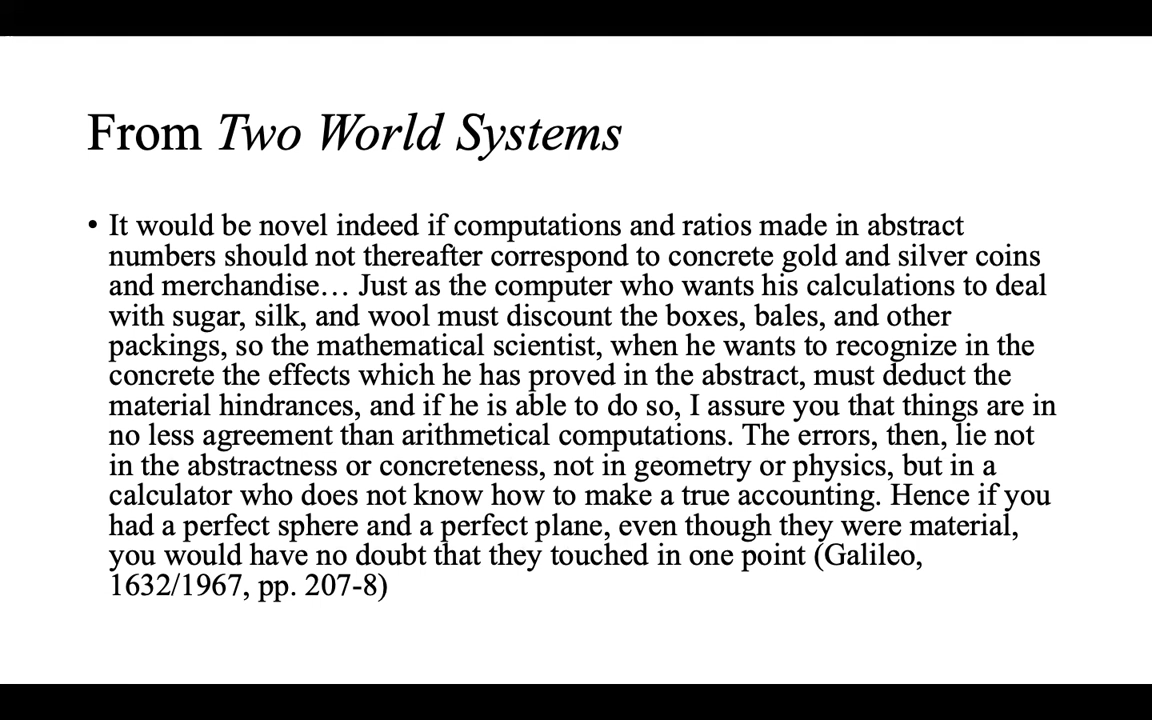 From Two World Systems
• It would be novel indeed if computations and ratios made in abstract
numbers should not thereafter correspond to concrete gold and silver coins
and merchandise… Just as the computer who wants his calculations to deal
with sugar, silk, and wool must discount the boxes, bales, and other
packings, so the mathematical scientist, when he wants to recognize in the
concrete the effects which he has proved in the abstract, must deduct the
material hindrances, and if he is able to do so, I assure you that things are in
no less agreement than arithmetical computations. The errors, then, lie not
in the abstractness or concreteness, not in geometry or physics, but in a
calculator who does not know how to make a true accounting. Hence if you
had a perfect sphere and a perfect plane, even though they were material,
you would have no doubt that they touched in one point (Galileo,
1632/1967, pp. 207-8)